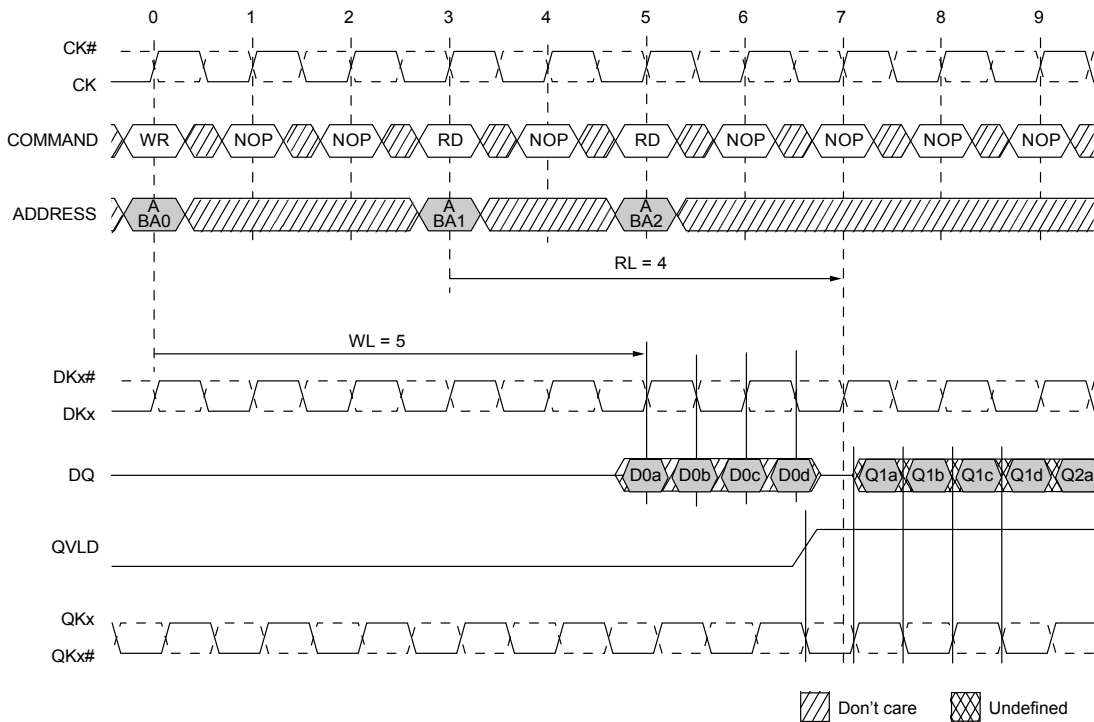 0 1 2 3 4 5 6 7 8 9
CK#
CK
COMMAND WR NOP NOP RD NOP RD NOP NOP NOP NOP
ADDRESS A BA0 A BA1 A BA2
RL = 4
WL = 5
DKx#
DKx
DQ D0a D0b D0c D0d Q1a Q1b Q1c Q1d Q2a
QVLD
QKx
QKx#
Don't care Undefined